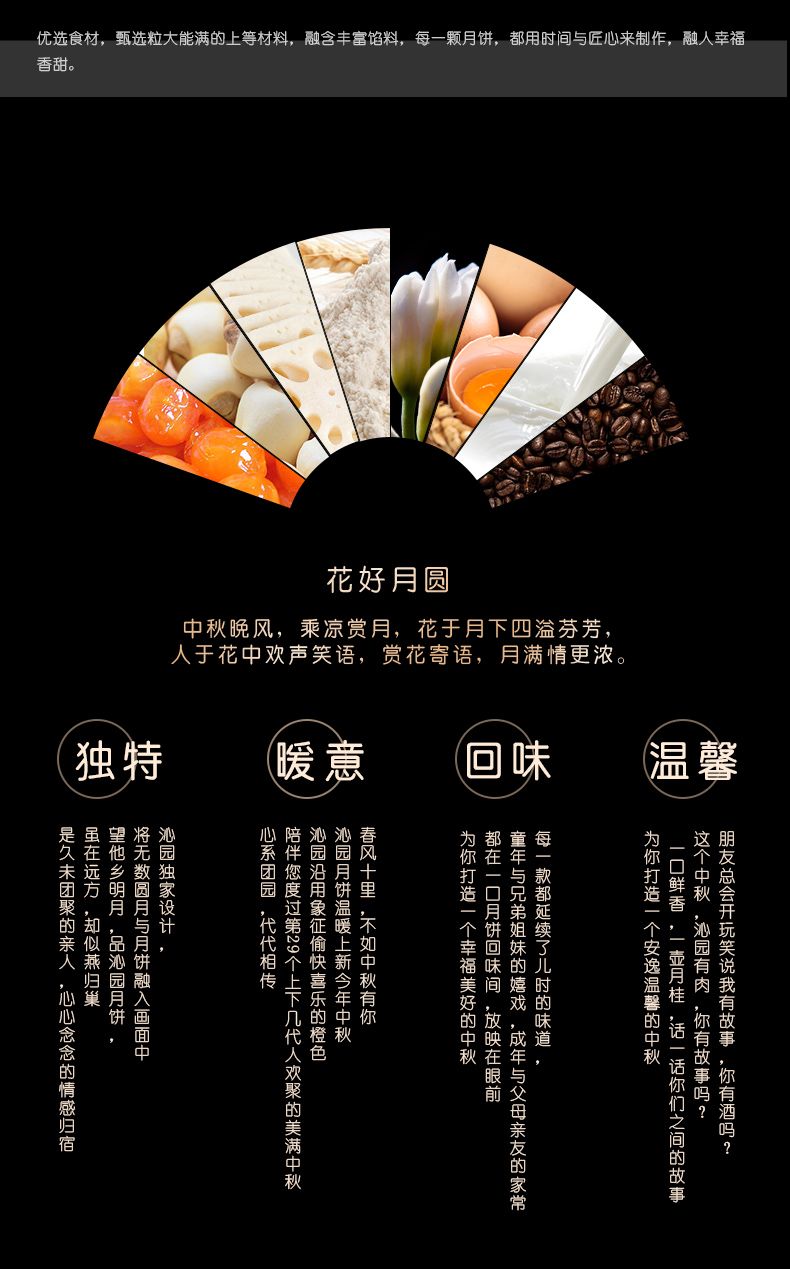 优选食材，甄选粒大能满的上等材料，融含丰富馅料，每一颗月饼，都用时间与匠心来制作，融人幸福
香甜。
花好月圆
中秋晚风，乘凉赏月，花于月下四溢芬芳，
人于花中欢声笑语，赏花寄语，月满情更浓。
独特
沁园独家设计，
将无数圆月与月饼融入画面中
望他乡明月，品沁园月饼，
虽在远方，却似燕归巢
是久未团聚的亲人，心心念念的情感归宿
暖意
春风十里，不如中秋有你
沁园月饼温暖上新今年中秋
沁园沿用象征愉快喜乐的橙色
陪伴您度过第29个上下几代人欢聚的美满中秋
心系团园，代代相传
回味
每一款都延续了儿时的味道，
童年与兄弟姐妹的嬉戏，成年与父母亲友的家常
都在一口月饼回味间，放映在眼前
为你打造一个幸福美好的中秋
温馨
朋友总会开玩笑说我有故事，你有酒吗？
这个中秋，沁园有肉，你有故事吗？
一口鲜香，一壶月桂，话一话你们之间的故事
为你打造一个安逸温馨的中秋